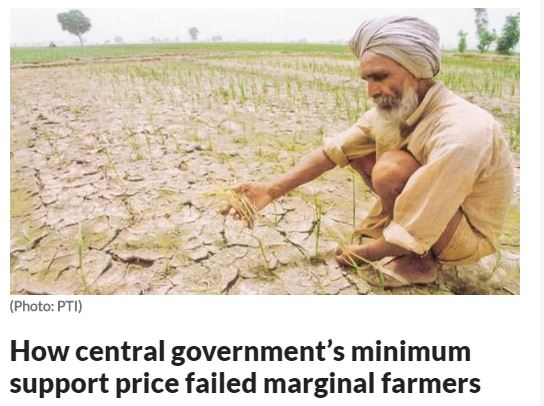 (Photo: PTI)
How central government’s minimum
support price failed marginal farmers